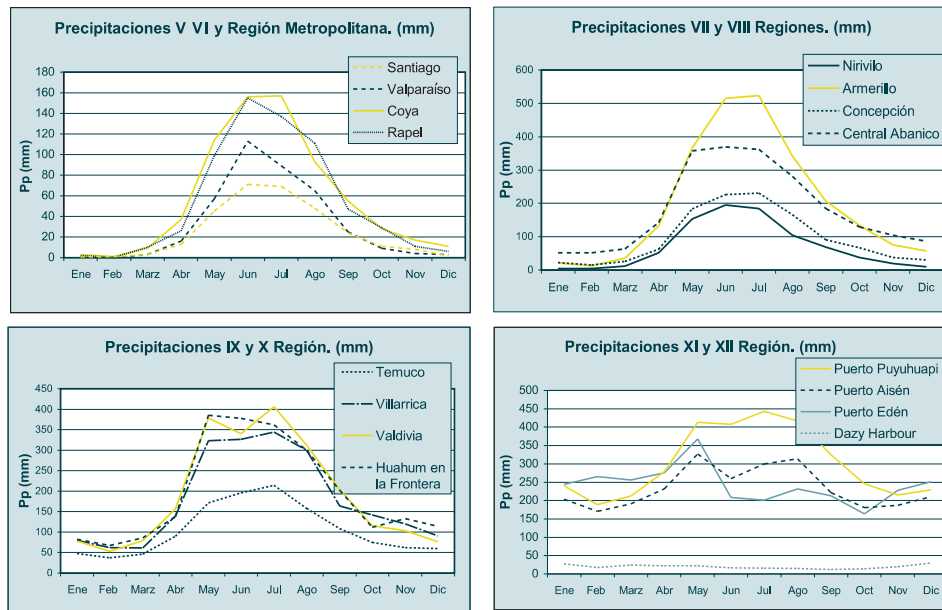 Precipitaciones V VI y Región Metropolitana. (mm)
Pp (mm)
180
160
140
120
100
80
60
40
20
0
Ene Feb Marz Abr May Jun Jul Ago Sep Oct Nov Dic
Santiago
Valparaíso
Coya
Rapel
Precipitaciones VII y VIII Regiones. (mm)
Pp (mm)
600
500
400
300
200
100
0
Ene Feb Marz Abr May Jun Jul Ago Sep Oct Nov Dic
Nirivilo
Armerillo
Concepción
Central Abanico
Precipitaciones IX y X Región. (mm)
Pp (mm)
450
400
350
300
250
200
150
100
50
0
Ene Feb Marz Abr May Jun Jul Ago Sep Oct Nov Dic
Temuco
Villarrica
Valdivia
Huahum en
la Frontera
Precipitaciones XI y XII Región. (mm)
Pp (mm)
500
450
400
350
300
250
200
150
100
50
0
Ene Feb Marz Abr May Jun Jul Ago Sep Oct Nov Dic
Puerto Puyuhuapi
Puerto Aisén
Puerto Edén
Dazy Harbour